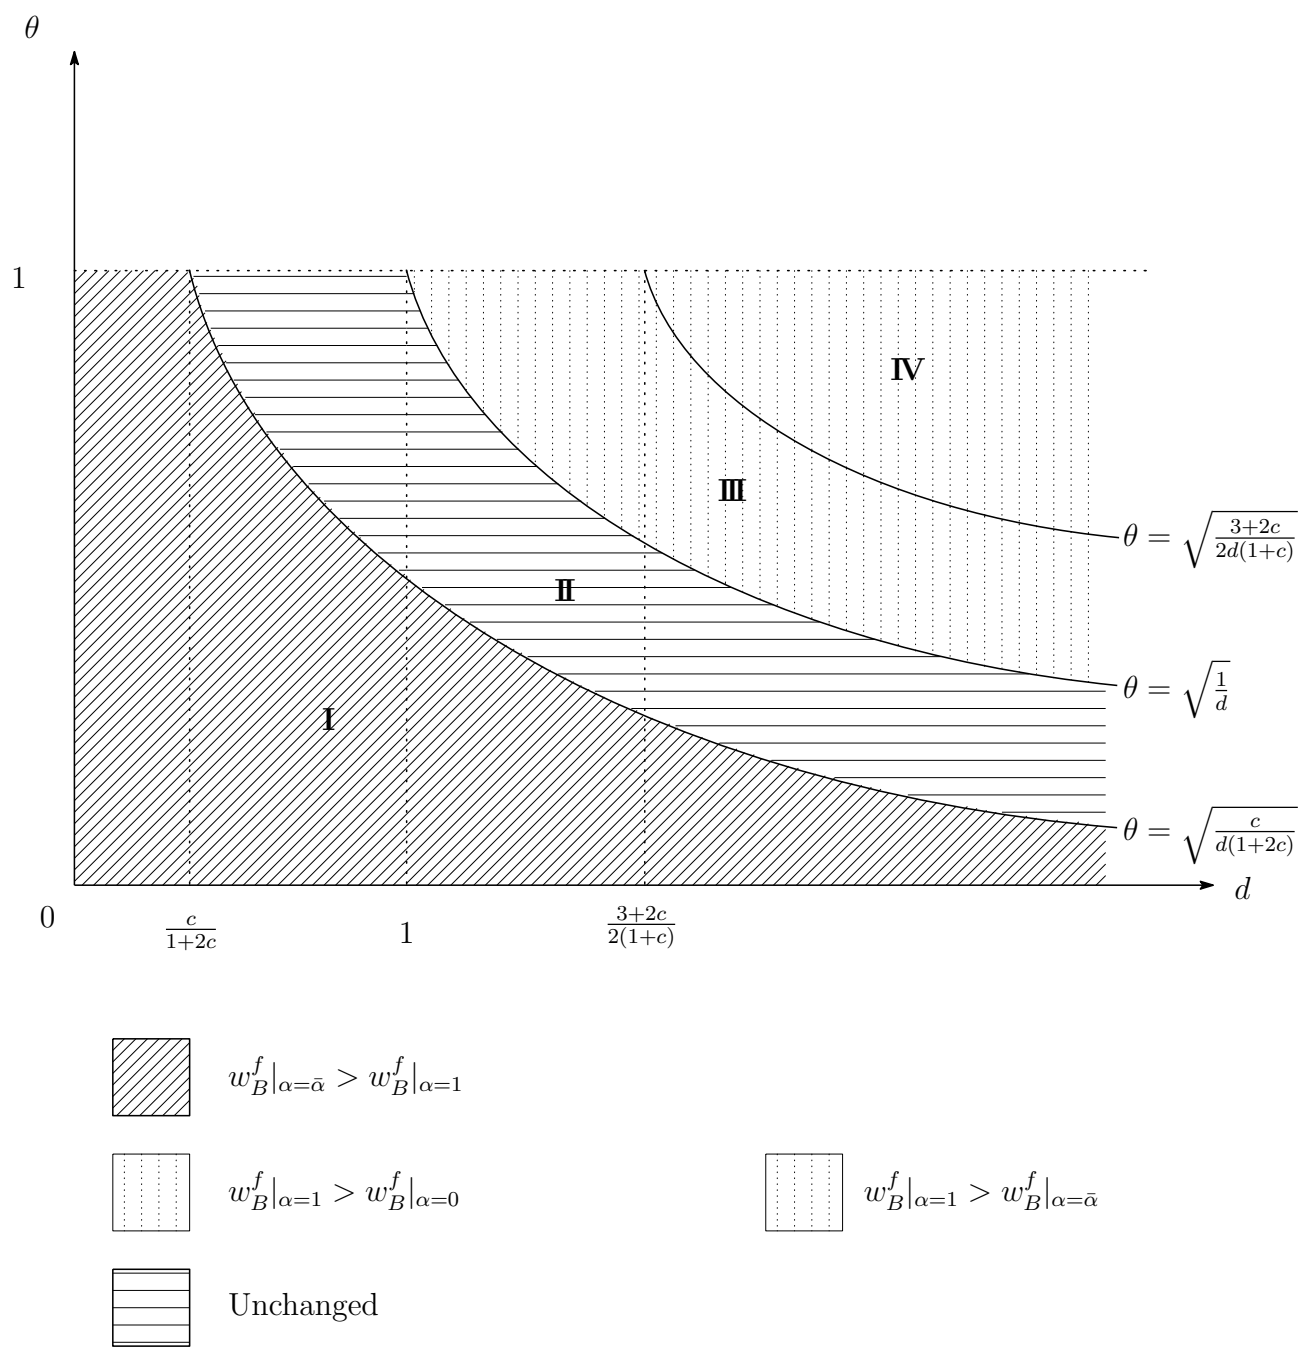 θ
1
IV
III
θ = √(3+2c / 2d(1+c))
II
θ = √(1/d)
I
θ = √(c / d(1+2c))
0
c/(1+2c)
1
(3+2c)/(2(1+c))
d
w_B^f|_{α=ᾱ} > w_B^f|_{α=1}
w_B^f|_{α=1} > w_B^f|_{α=0}
w_B^f|_{α=1} > w_B^f|_{α=ᾱ}
Unchanged